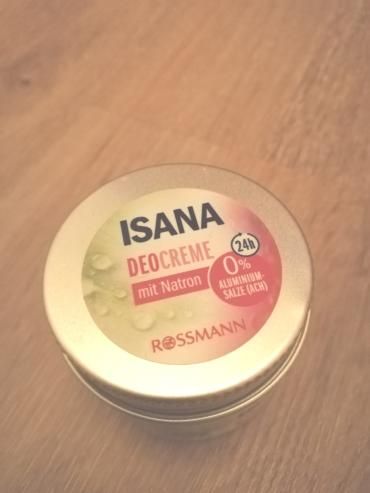 ISANA
DEOCREME
24h
mit Natron
0%
ALUMINIUM-
SALZE (ACH)
ROSSMANN